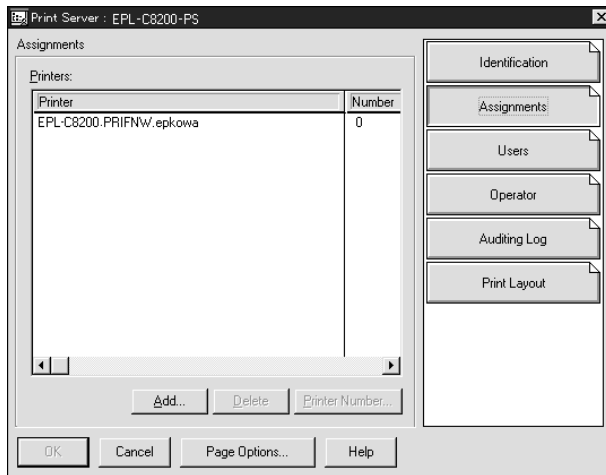 Print Server : EPL-C8200-PS
Assignments
Printers:
Printer Number
EPL-C8200.PRIFNW.epkowa 0
Add... Delete Printer Number...
OK Cancel Page Options... Help
Identification
Assignments
Users
Operator
Auditing Log
Print Layout